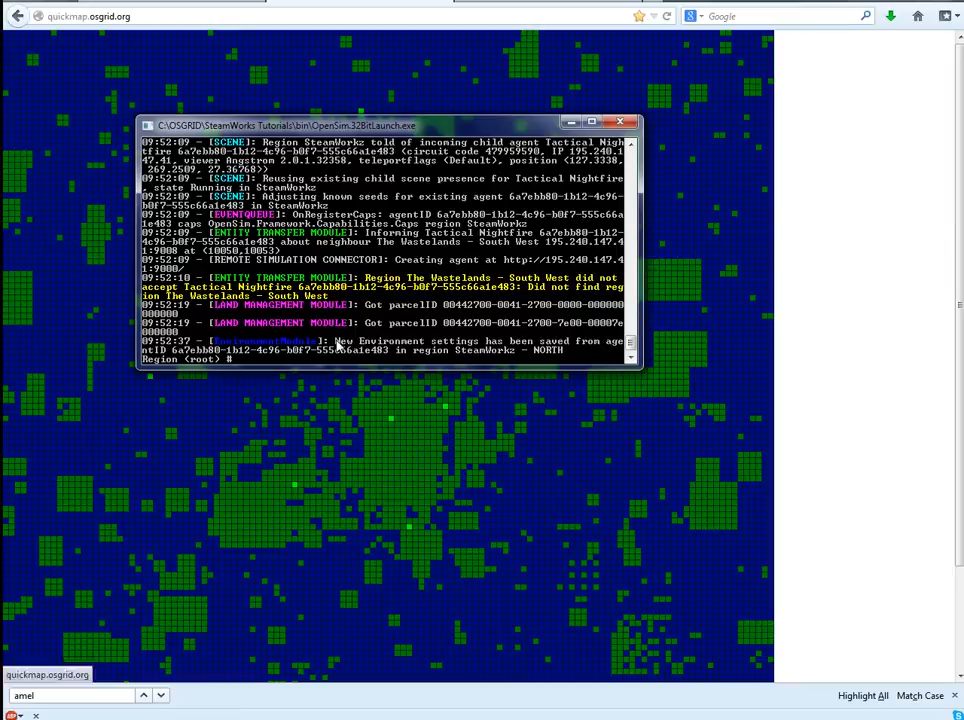 quickmap.osgrid.org
Google
C:\OSGRID\SteamWorks Tutorials\bin\OpenSim.32BitLaunch.exe
09:52:09 - [SCENE]: Region SteamWorkz told of incoming child agent Tactical Nigh
tfire 6a7ebb80-1b12-4c96-b0f7-555c66a1e483 (circuit code 479959590, IP 195.240.1
47.41, viewer Angstrom 2.0.1.32358, teleportflags (Default), position (127.3338,
269.2509, 27.36768))
09:52:09 - [SCENE]: Reusing existing child scene presence for Tactical Nightfire
, state Running in SteamWorkz
09:52:09 - [SCENE]: Adjusting known seeds for existing agent 6a7ebb80-1b12-4c96-
b0f7-555c66a1e483 in SteamWorkz
09:52:09 - [EVENTQUEUE]: OnRegisterCaps: agentID 6a7ebb80-1b12-4c96-b0f7-555c66a
1e483 caps OpenSim.Framework.Capabilities.Caps region SteamWorkz
09:52:09 - [ENTITY TRANSFER MODULE]: Informing Tactical Nightfire 6a7ebb80-1b12-
4c96-b0f7-555c66a1e483 about neighbour The Wastelands - South West 195.240.147.4
1:9008 at (10050,10053)
09:52:09 - [REMOTE SIMULATION CONNECTOR]: Creating agent at http://195.240.147.4
1:9000/
09:52:10 - [ENTITY TRANSFER MODULE]: Region The Wastelands - South West did not
accept Tactical Nightfire 6a7ebb80-1b12-4c96-b0f7-555c66a1e483: Did not find reg
ion The Wastelands - South West
09:52:19 - [LAND MANAGEMENT MODULE]: Got parcelID 00442700-0041-2700-0000-000000
000000
09:52:19 - [LAND MANAGEMENT MODULE]: Got parcelID 00442700-0041-2700-7e00-00007e
000000
09:52:37 - [EnvironmentModule]: New Environment settings has been saved from age
ntID 6a7ebb80-1b12-4c96-b0f7-555c66a1e483 in region SteamWorkz - NORTH
Region (root) #
quickmap.osgrid.org
amel
Highlight All
Match Case
ABP